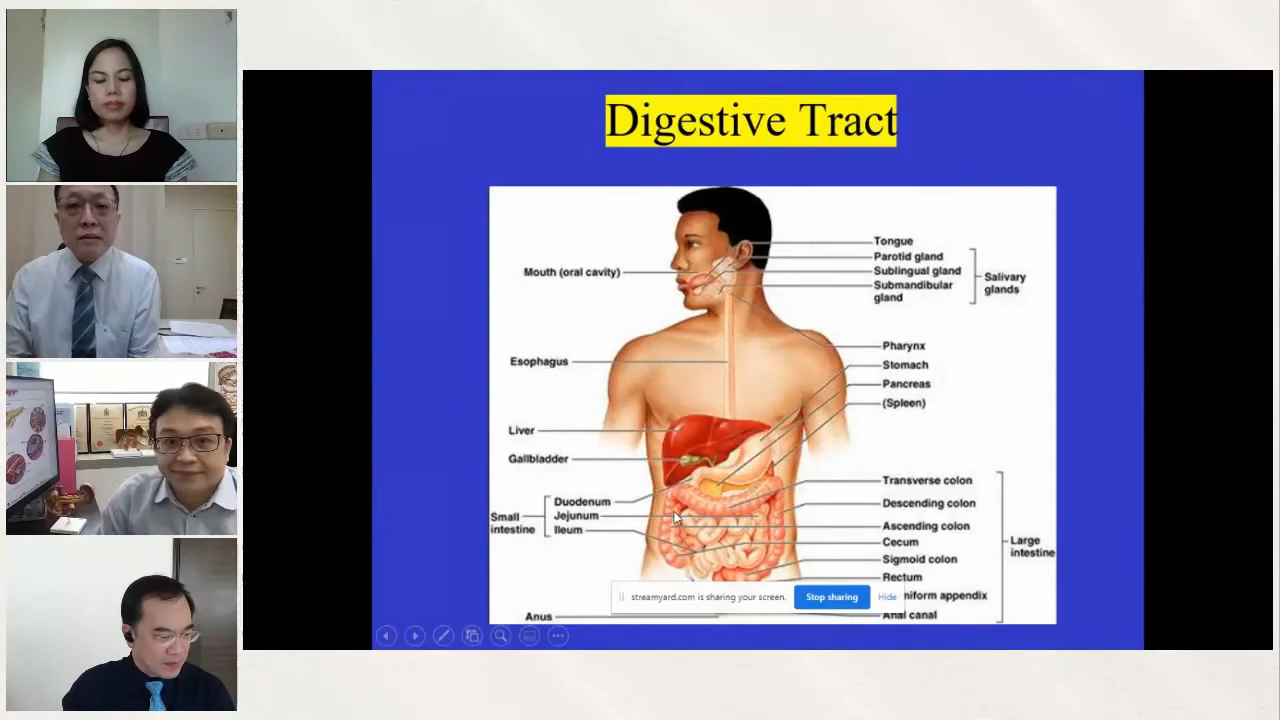 Digestive Tract
Tongue
Parotid gland
Mouth (oral cavity)
Sublingual gland
Salivary
Submandibular
glands
gland
Pharynx
Esophagus
Stomach
Pancreas
(Spleen)
Liver
Gallbladder
Transverse colon
Duodenum
Descending colon
Small
Jejunum
intestine
Ileum
Ascending colon
Cecum
Large
intestine
Sigmoid colon
Rectum
niform appendix
streamyard.com is sharing your screen.
Stop sharing
Hide
Anus
Anal canal